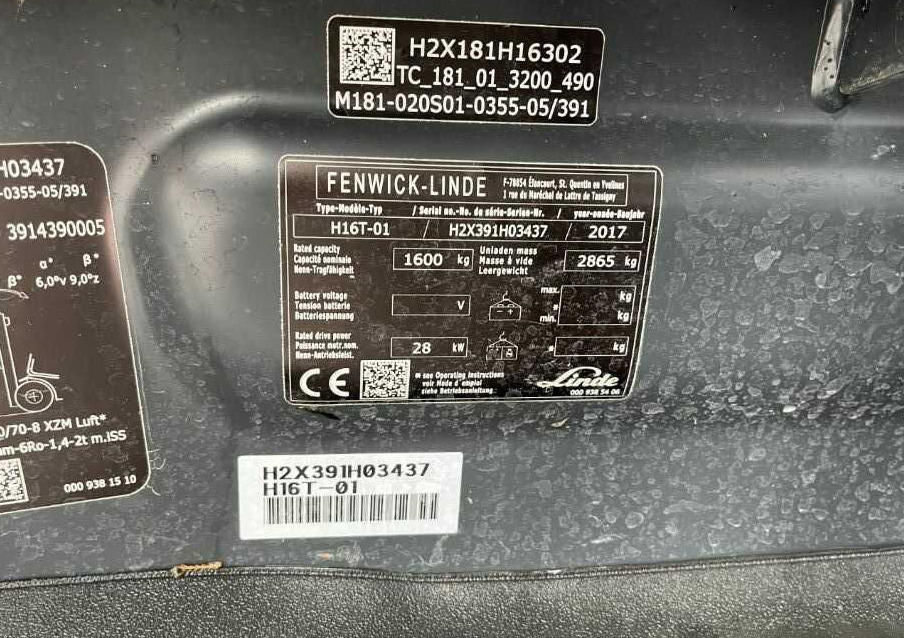 H2X181H16302
TC_181_01_3200_490
M181-020S01-0355-05/391
H03437
-0355-05/391
3914390005
α° β°
β° 6,0°v 9,0°z
0/70-8 XZM Luft*
am-6Ro-1,4-2t m.ISS
000 938 15 10
FENWICK-LINDE
F-78854 Élancourt, St. Quentin en Yvelines
1 rue du Maréchal de Lattre de Tassigny
Type-Modèle-Typ / Serial no.-No. de série-Serien-Nr. / year-année-Baujahr
H16T-01 / H2X391H03437 / 2017
Rated capacity
Capacité nominale
Nenn-Tragfähigkeit
1600 kg
Unladen mass
Masse à vide
Leergewicht
2865 kg
Battery voltage
Tension batterie
Batteriespannung
V
- +
max. kg
*
min. kg
Rated drive power
Puissance motr.nom.
Nenn-Antriebsleist.
28 kW
* kg
CE
* see Operating instructions
voir Mode d'emploi
siehe Betriebsanleitung
Linde
000 938 54 06
H2X391H03437
H16T-01